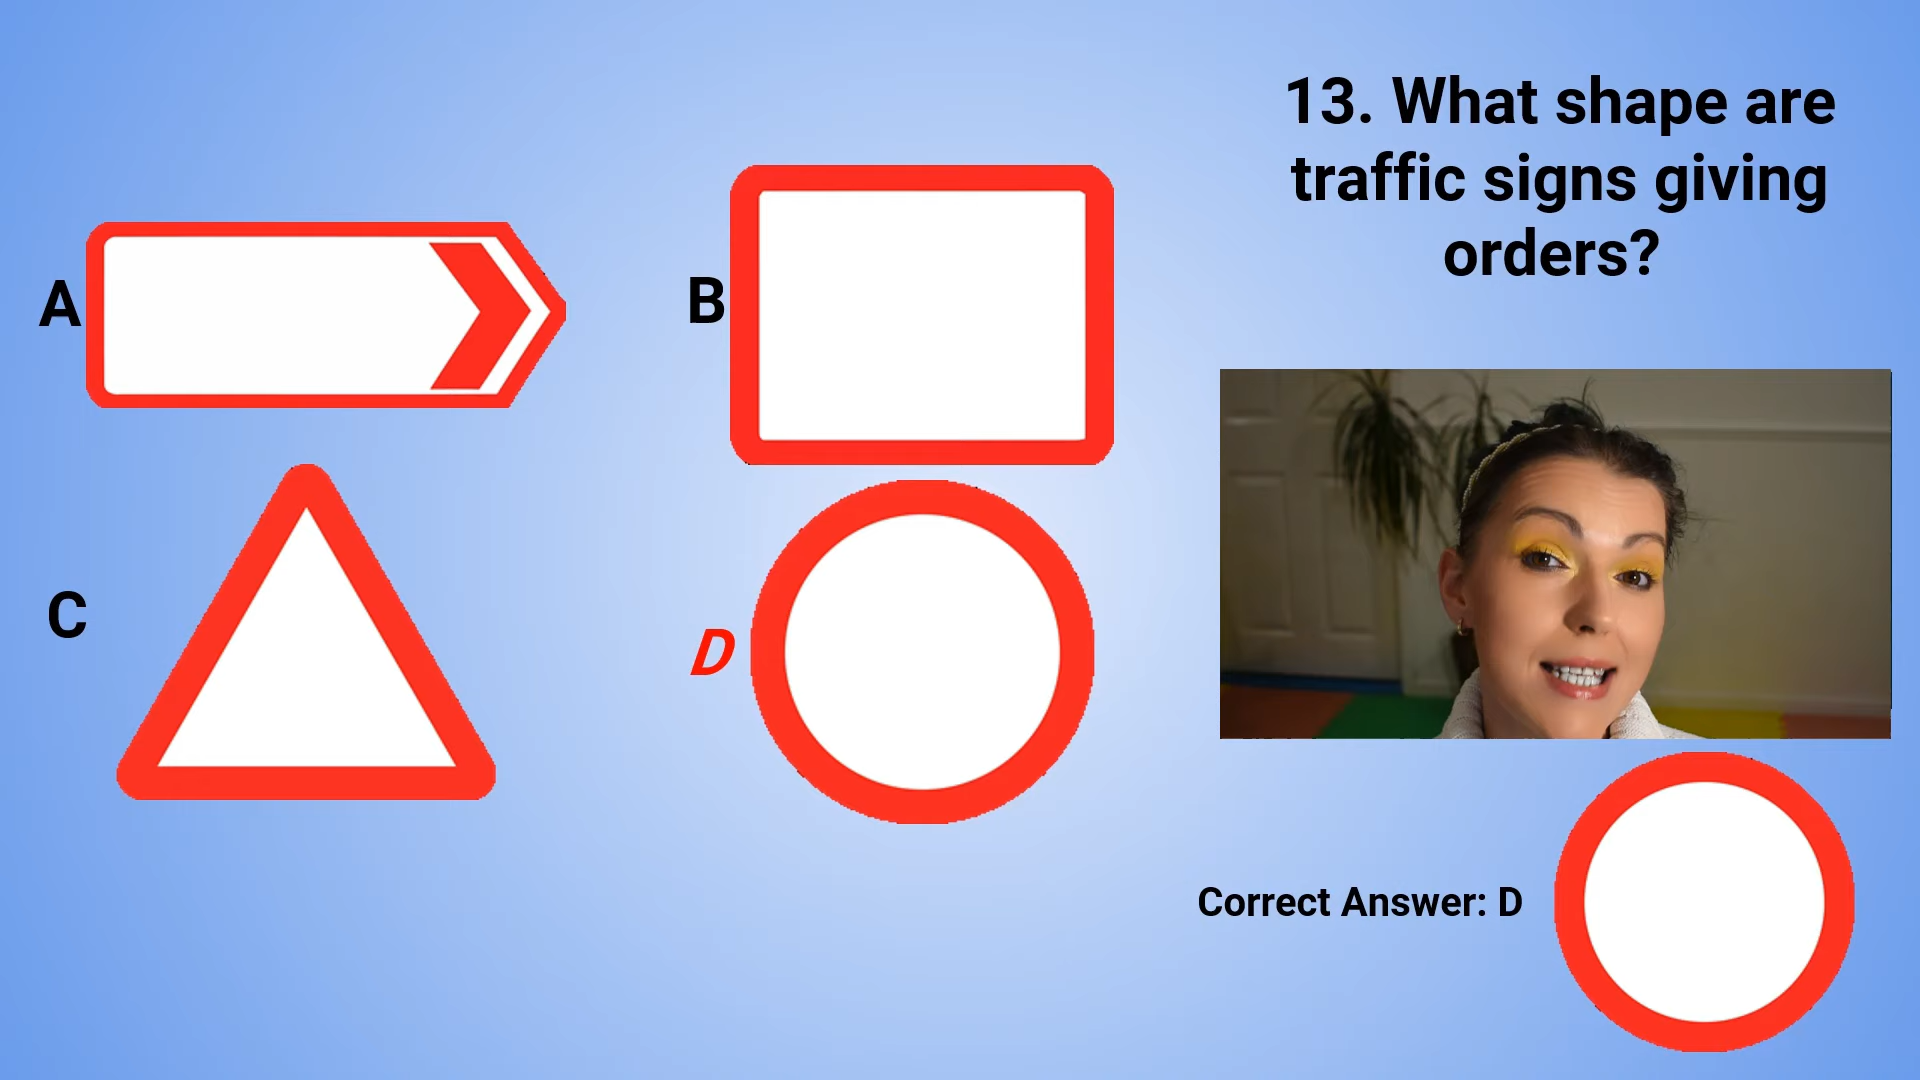 13. What shape are
traffic signs giving
orders?
A
B
C
D
Correct Answer: D